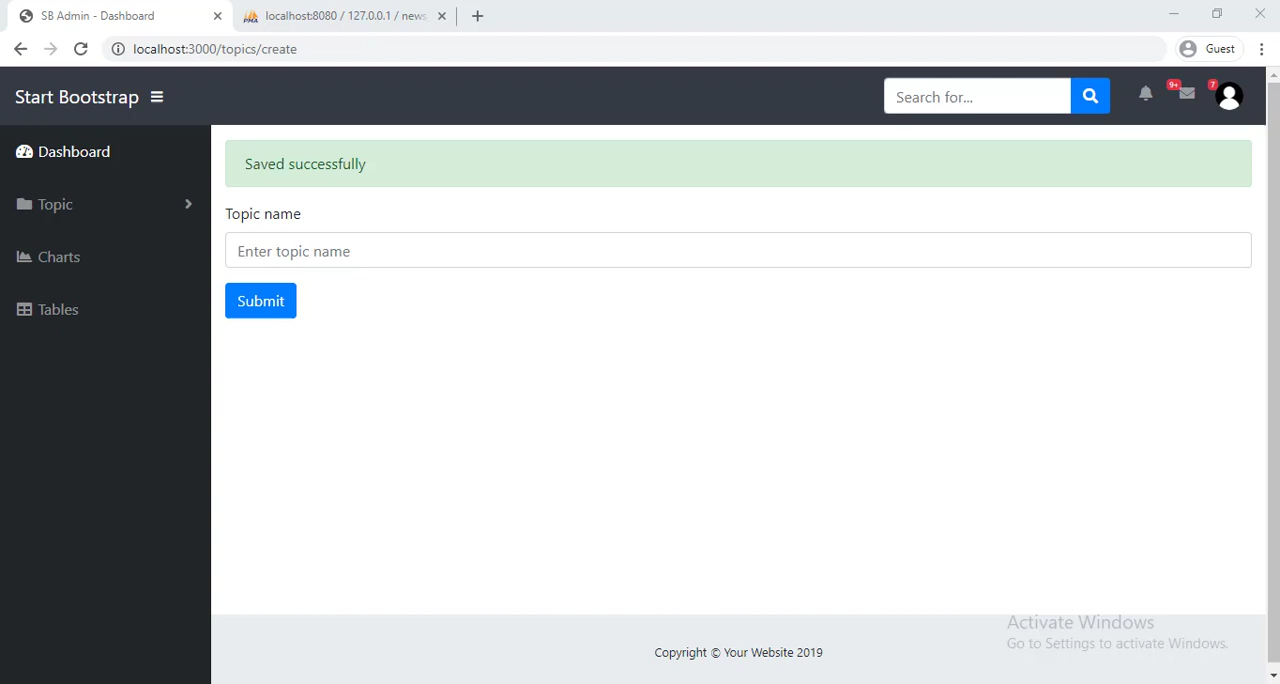 SB Admin - Dashboard
localhost:8080 / 127.0.0.1 / news
localhost:3000/topics/create
Guest
Start Bootstrap
Search for...
9+
7
Dashboard
Saved successfully
Topic
Topic name
Enter topic name
Charts
Submit
Tables
Activate Windows
Go to Settings to activate Windows.
Copyright © Your Website 2019